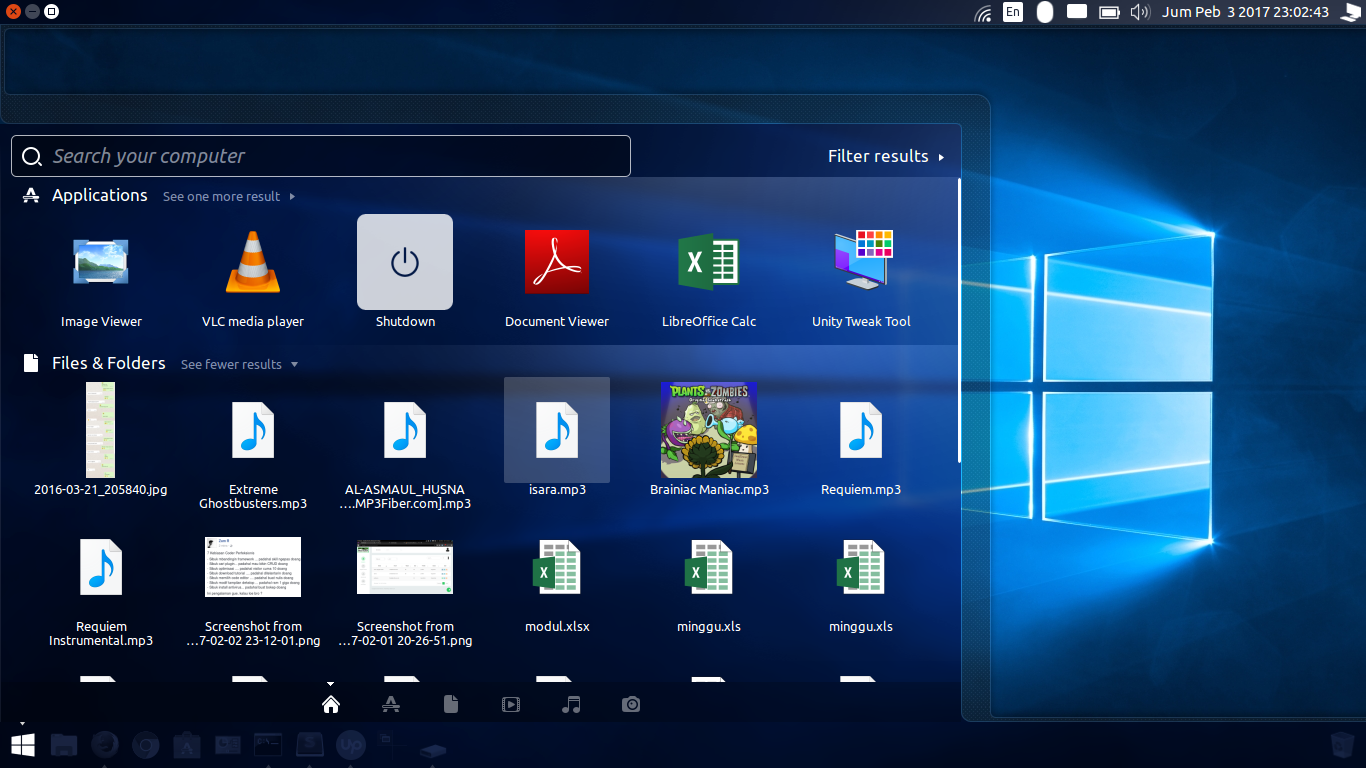 En
Jum Peb 3 2017 23:02:43
Search your computer
Filter results
Applications
See one more result
Image Viewer
VLC media player
Shutdown
Document Viewer
LibreOffice Calc
Unity Tweak Tool
Files & Folders
See fewer results
PLANTS ZOMBIES
2016-03-21_205840.jpg
Extreme
Ghostbusters.mp3
AL-ASMAUL_HUSNA
….MP3Fiber.com].mp3
isara.mp3
Brainiac Maniac.mp3
Requiem.mp3
X
X
X
X
Requiem
Instrumental.mp3
Screenshot from
…7-02-02 23-12-01.png
Screenshot from
…7-02-01 20-26-51.png
modul.xlsx
minggu.xls
minggu.xls
Up